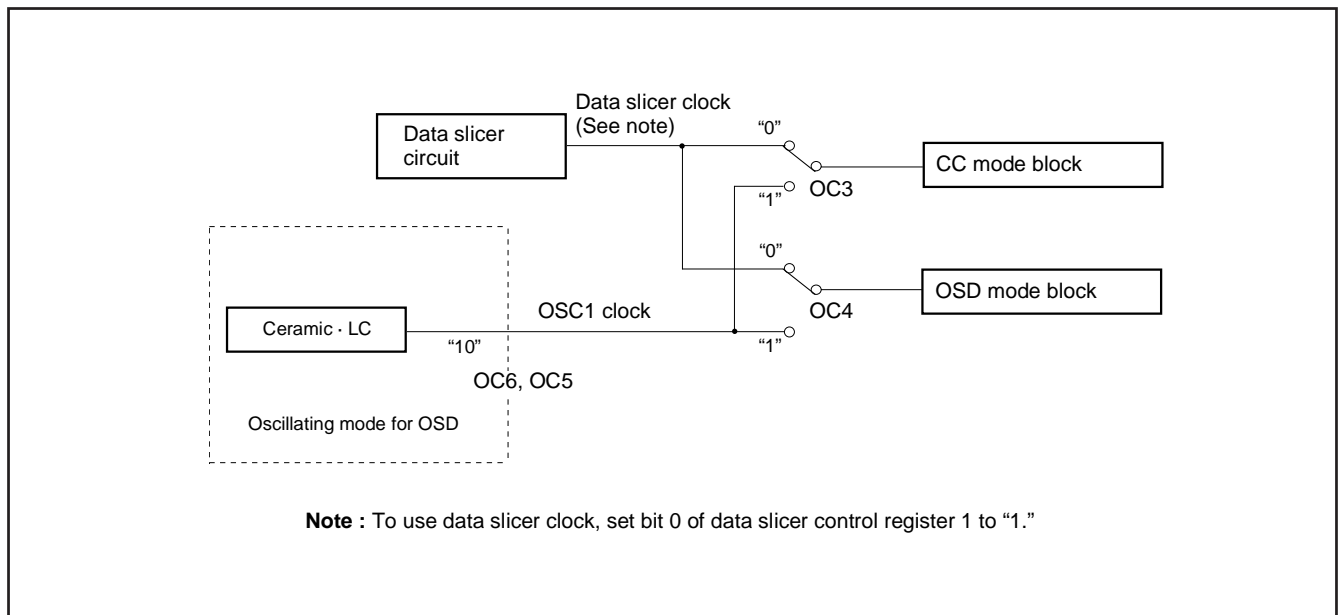 Data slicer clock
(See note)
Data slicer
circuit
“0”
CC mode block
“1”
OC3
“0”
OSD mode block
OC4
OSC1 clock
Ceramic · LC
“10”
“1”
OC6, OC5
Oscillating mode for OSD
Note : To use data slicer clock, set bit 0 of data slicer control register 1 to “1.”